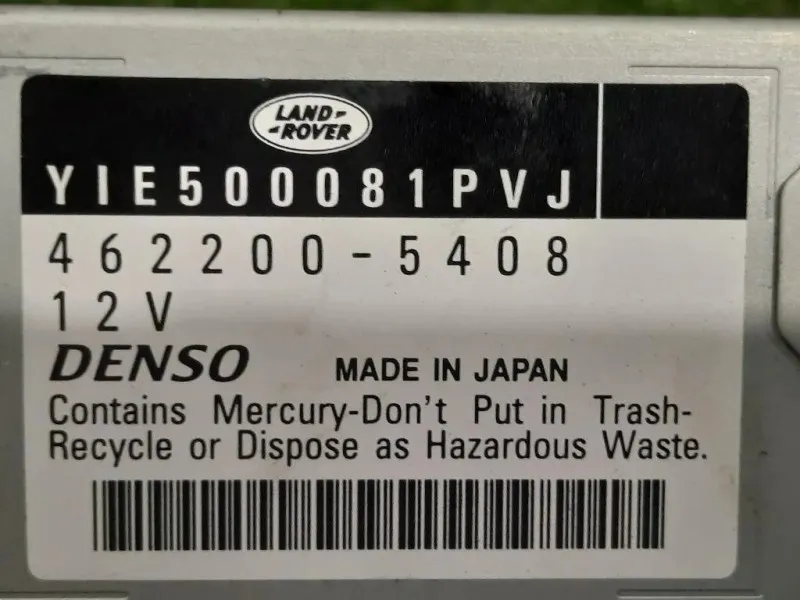 LAND-
-ROVER
YIE500081PVJ
462200-5408
12V
DENSO MADE IN JAPAN
Contains Mercury-Don't Put in Trash-
Recycle or Dispose as Hazardous Waste.